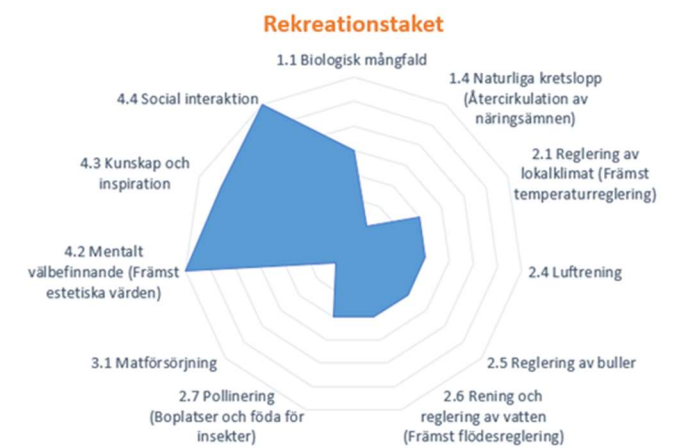 Rekreationstaket
1.1 Biologisk mångfald
1.4 Naturliga kretslopp
(Återcirkulation av
näringsämnen)
2.1 Reglering av
lokalklimat (Främst
temperaturreglering)
2.4 Luftrening
2.5 Reglering av buller
2.6 Rening och
reglering av vatten
(Främst flödesreglering)
2.7 Pollinering
(Boplatser och föda för
insekter)
3.1 Matförsörjning
4.2 Mentalt
välbefinnande (Främst
estetiska värden)
4.3 Kunskap och
inspiration
4.4 Social interaktion